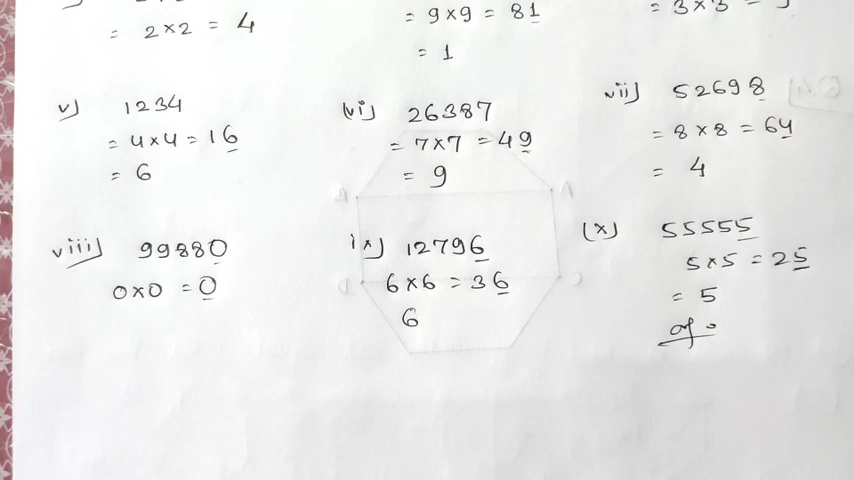 = 2×2 = 4
= 9×9 = 81
= 1
= 3×3 =
v) 1234
= 4×4 = 16
= 6
(vi) 26387
= 7×7 = 49
= 9
vii) 52698
= 8×8 = 64
= 4
viii) 99880
0×0 = 0
ix) 12796
6×6 = 36
6
(x) 55555
5×5 = 25
= 5